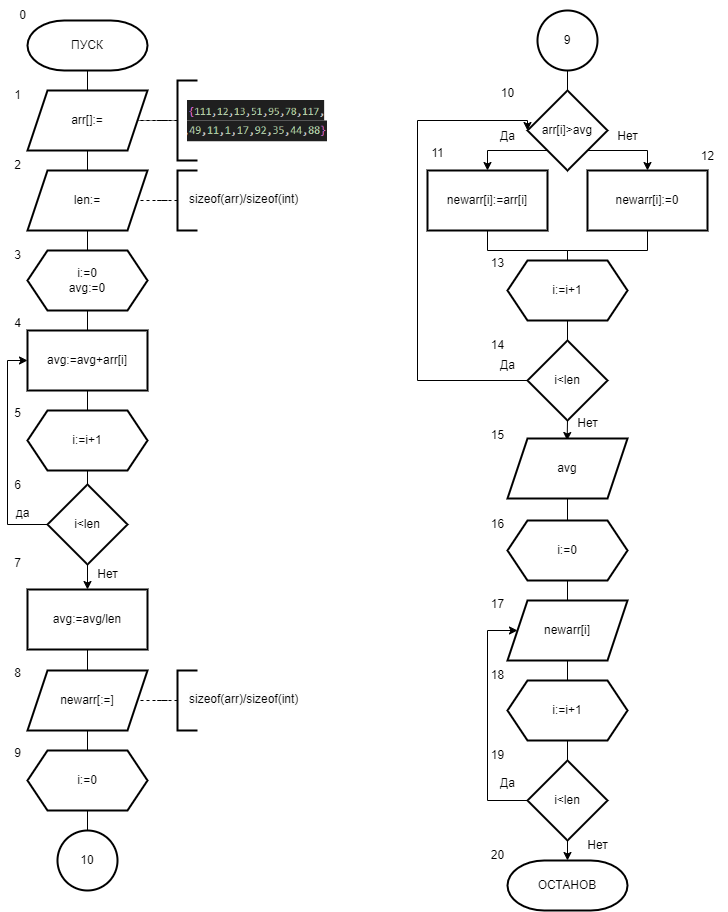 0
ПУСК
1
arr[]:=
{111,12,13,51,95,78,117,
49,11,1,17,92,35,44,88}
2
len:=
sizeof(arr)/sizeof(int)
3
i:=0
avg:=0
4
avg:=avg+arr[i]
5
i:=i+1
6
да
i<len
7
Нет
avg:=avg/len
8
newarr[:=]
sizeof(arr)/sizeof(int)
9
i:=0
10
9
10
arr[i]>avg
Да
Нет
11
newarr[i]:=arr[i]
12
newarr[i]:=0
13
i:=i+1
14
Да
i<len
Нет
15
avg
16
i:=0
17
newarr[i]
18
i:=i+1
19
Да
i<len
Нет
20
ОСТАНОВ